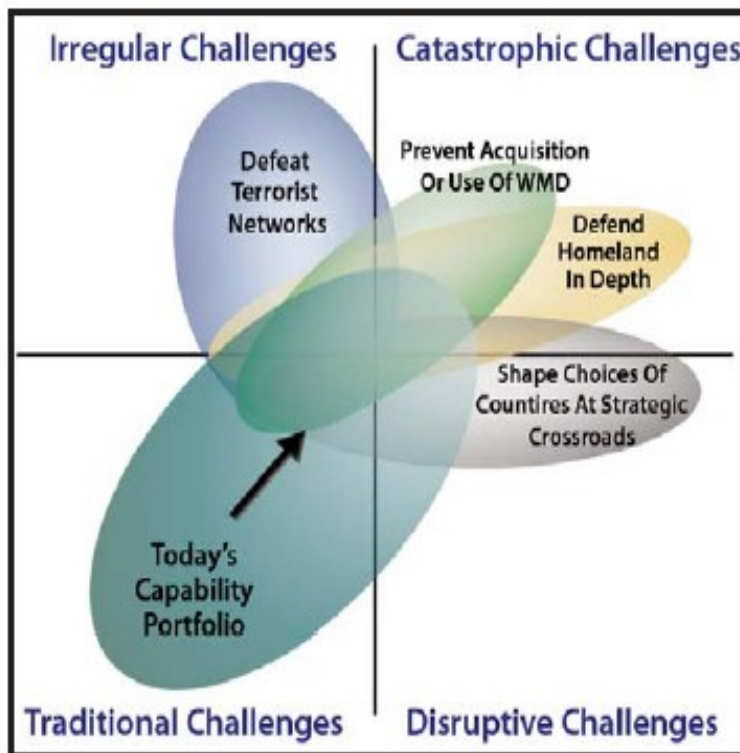 Irregular Challenges
Catastrophic Challenges
Defeat
Terrorist
Networks
Prevent Acquisition
Or Use Of WMD
Defend
Homeland
In Depth
Shape Choices Of
Countires At Strategic
Crossroads
Today's
Capability
Portfolio
Traditional Challenges
Disruptive Challenges